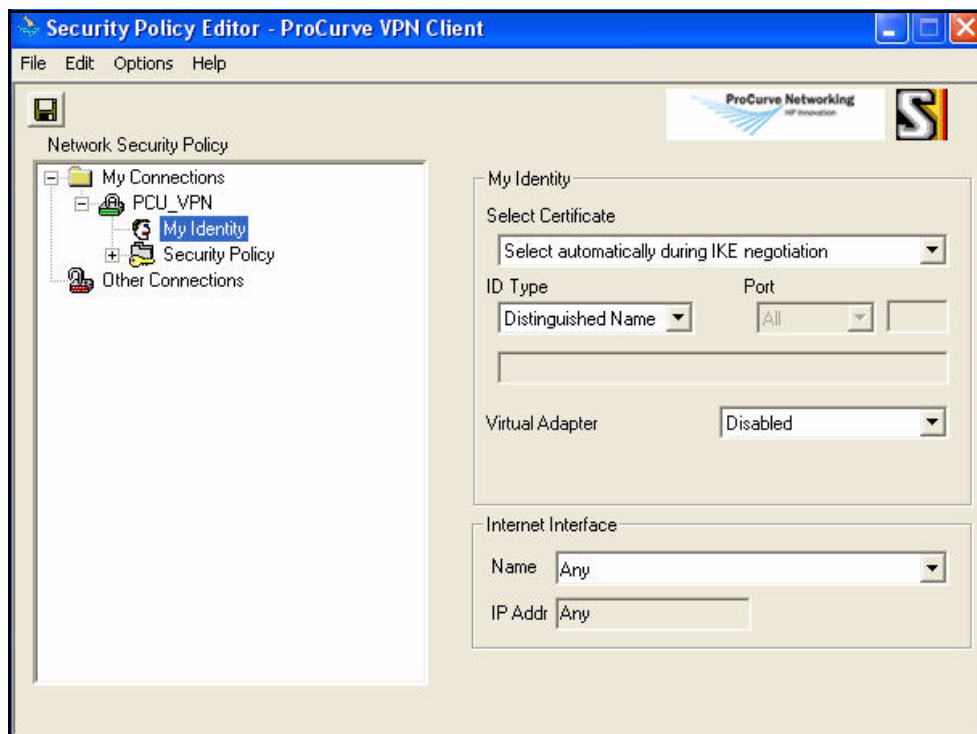 Security Policy Editor - ProCurve VPN Client
File Edit Options Help
ProCurve Networking
HP Innovation
S
Network Security Policy
My Connections
PCU_VPN
My Identity
Security Policy
Other Connections
My Identity
Select Certificate
Select automatically during IKE negotiation
ID Type Port
Distinguished Name All
Virtual Adapter Disabled
Internet Interface
Name Any
IP Addr Any